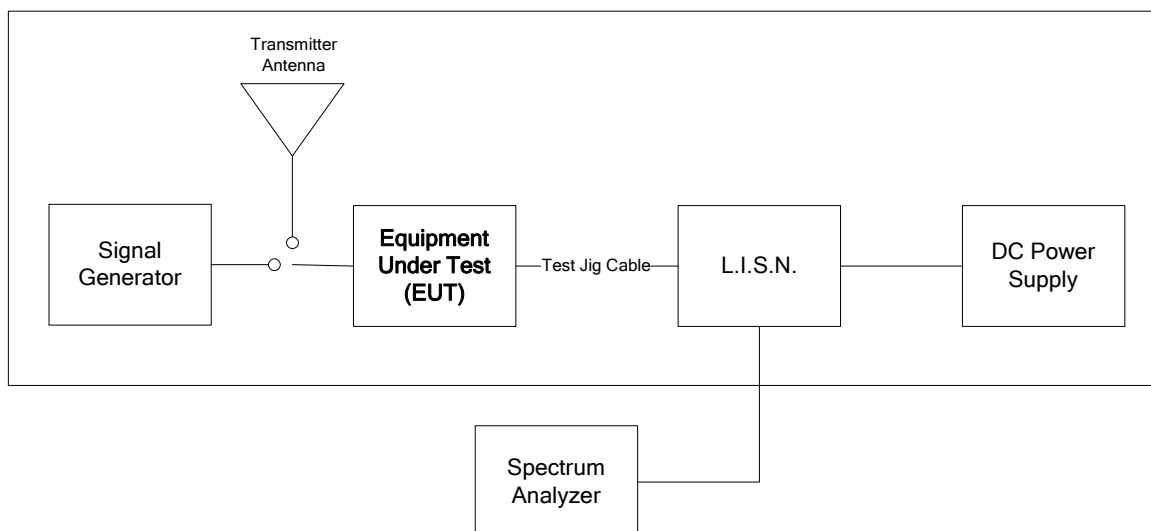 Transmitter
Antenna
Signal
Generator
Equipment
Under Test
(EUT)
Test Jig Cable
L.I.S.N.
DC Power
Supply
Spectrum
Analyzer